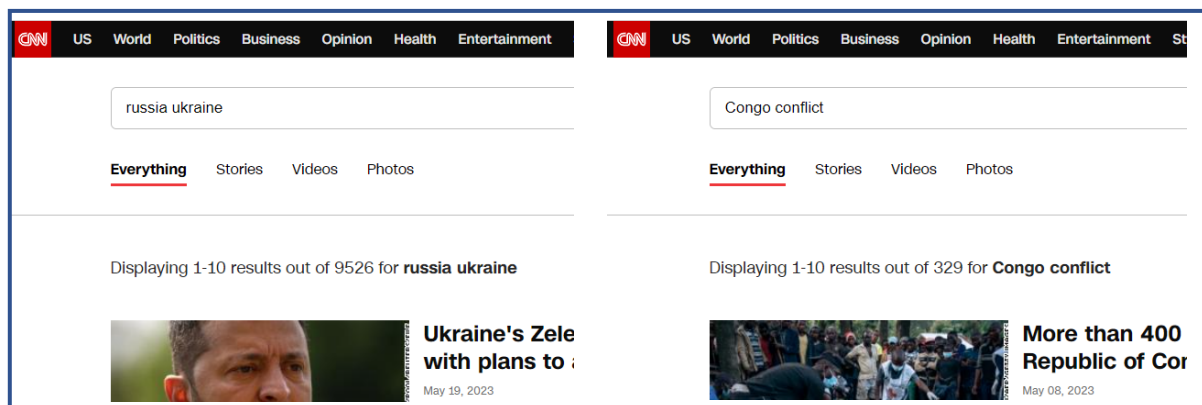 CNN US World Politics Business Opinion Health Entertainment
russia ukraine
Everything Stories Videos Photos
Displaying 1-10 results out of 9526 for russia ukraine
Ukraine's Zele
with plans to
May 19, 2023
CNN US World Politics Business Opinion Health Entertainment St
Congo conflict
Everything Stories Videos Photos
Displaying 1-10 results out of 329 for Congo conflict
More than 400
Republic of Con
May 08, 2023